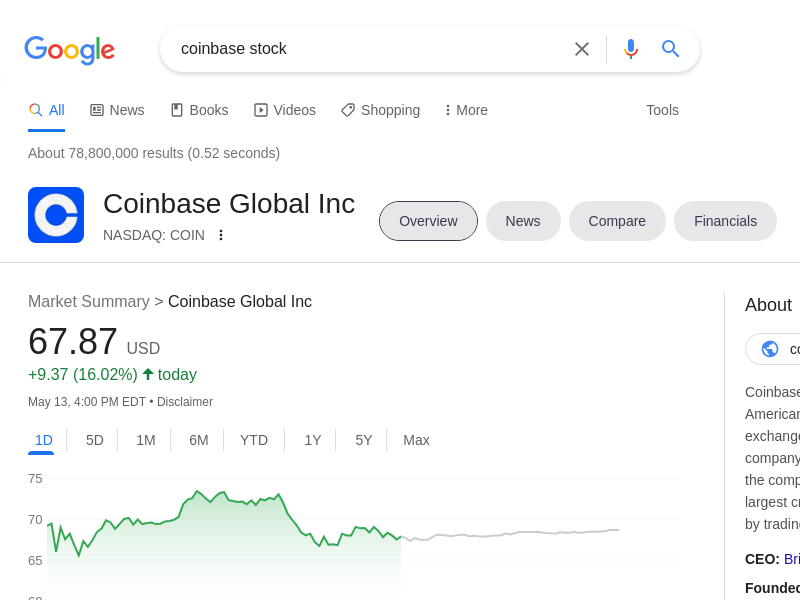 Google
coinbase stock
All
News
Books
Videos
Shopping
More
Tools
About 78,800,000 results (0.52 seconds)
Coinbase Global Inc
NASDAQ: COIN
Overview
News
Compare
Financials
Market Summary > Coinbase Global Inc
67.87 USD
+9.37 (16.02%) today
May 13, 4:00 PM EDT • Disclaimer
1D
5D
1M
6M
YTD
1Y
5Y
Max
75
70
65
About
Coinbase
American
exchange
company
the comp
largest cr
by trading
CEO: Bri
Founded